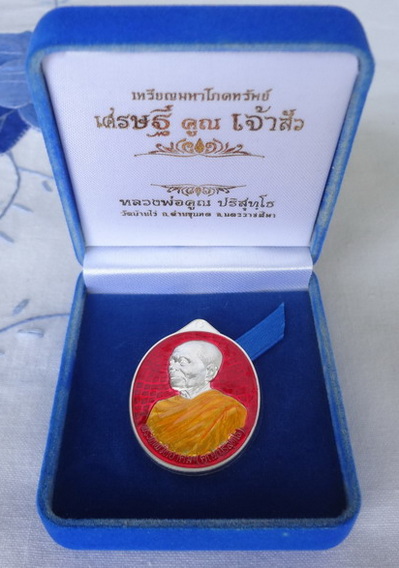 เหรียญมหาโภคทรัพย์
เศรษฐี คูณ เจ้าสัว
หลวงพ่อคูณ ปริสุทฺโธ
วัดบ้านไร่ อ.ด่านขุนทด จ.นครราชสีมา